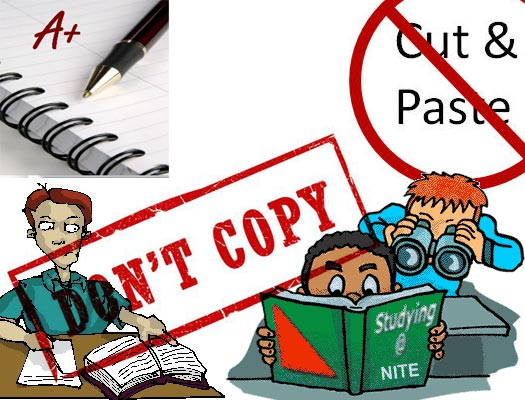 A+
Cut &
Paste
DON'T COPY
Studying
@
NITE